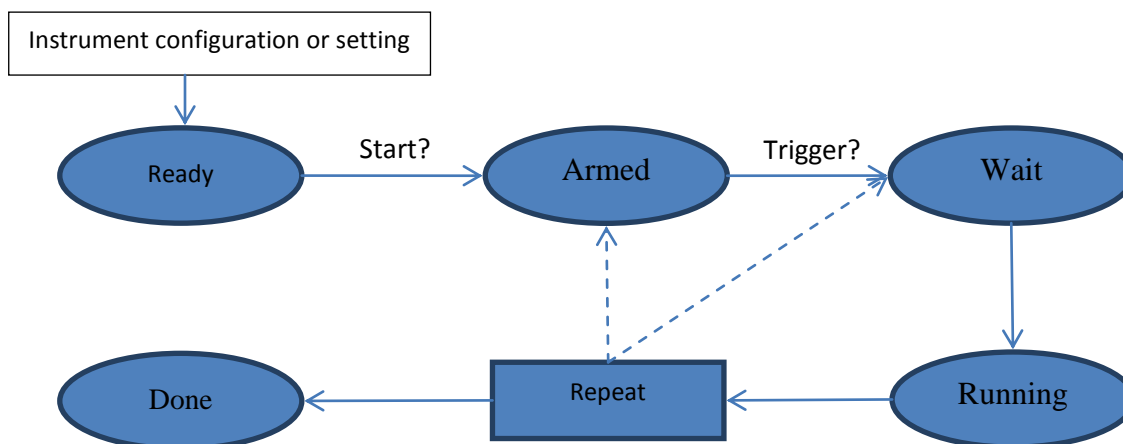 Instrument configuration or setting
Start?
Trigger?
Ready
Armed
Wait
Done
Repeat
Running